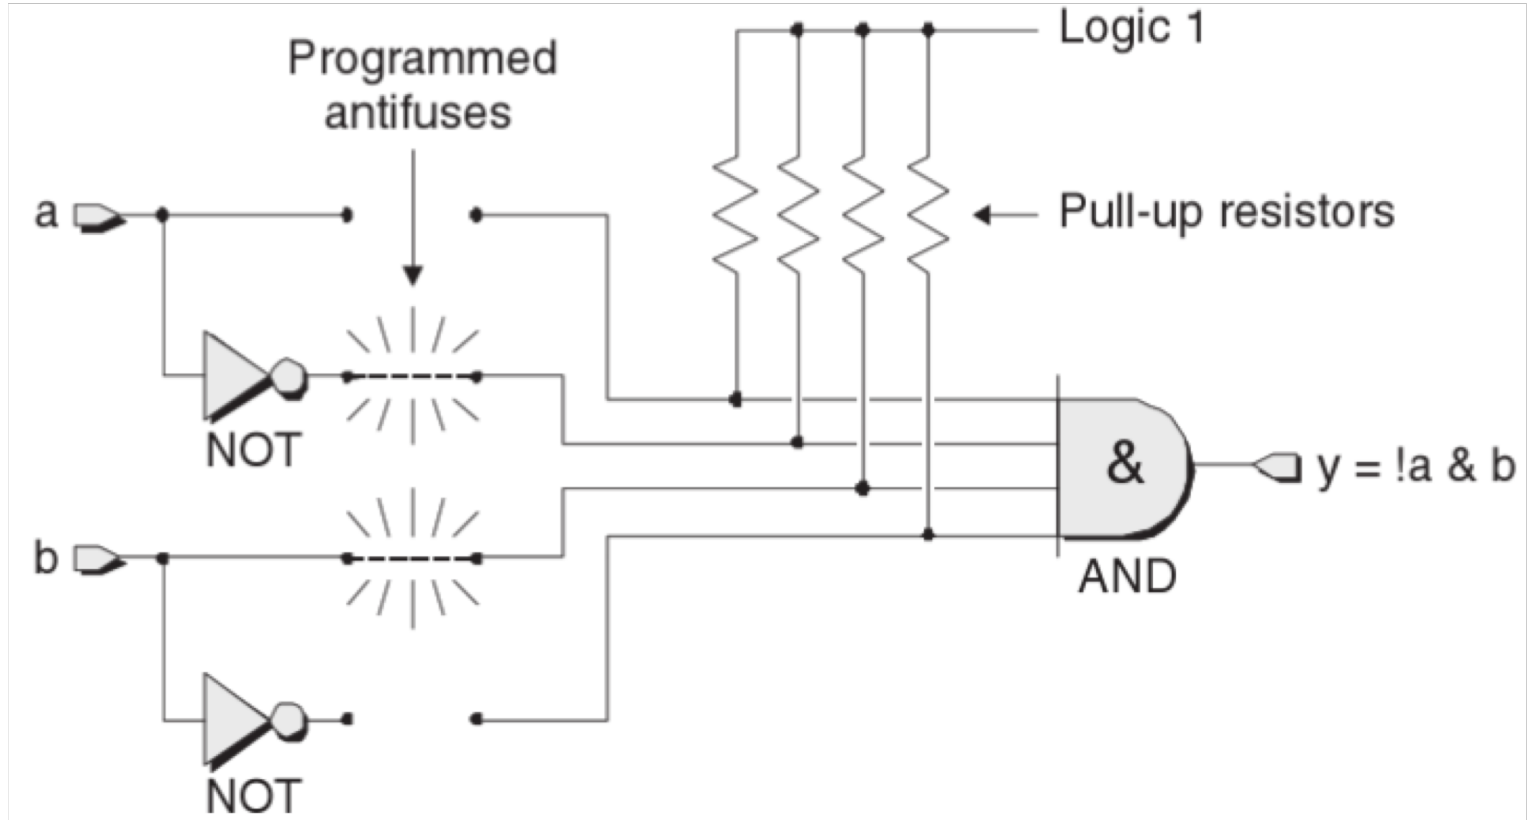 Logic 1
Programmed
antifuses
a
Pull-up resistors
NOT
&
y = !a & b
b
AND
NOT